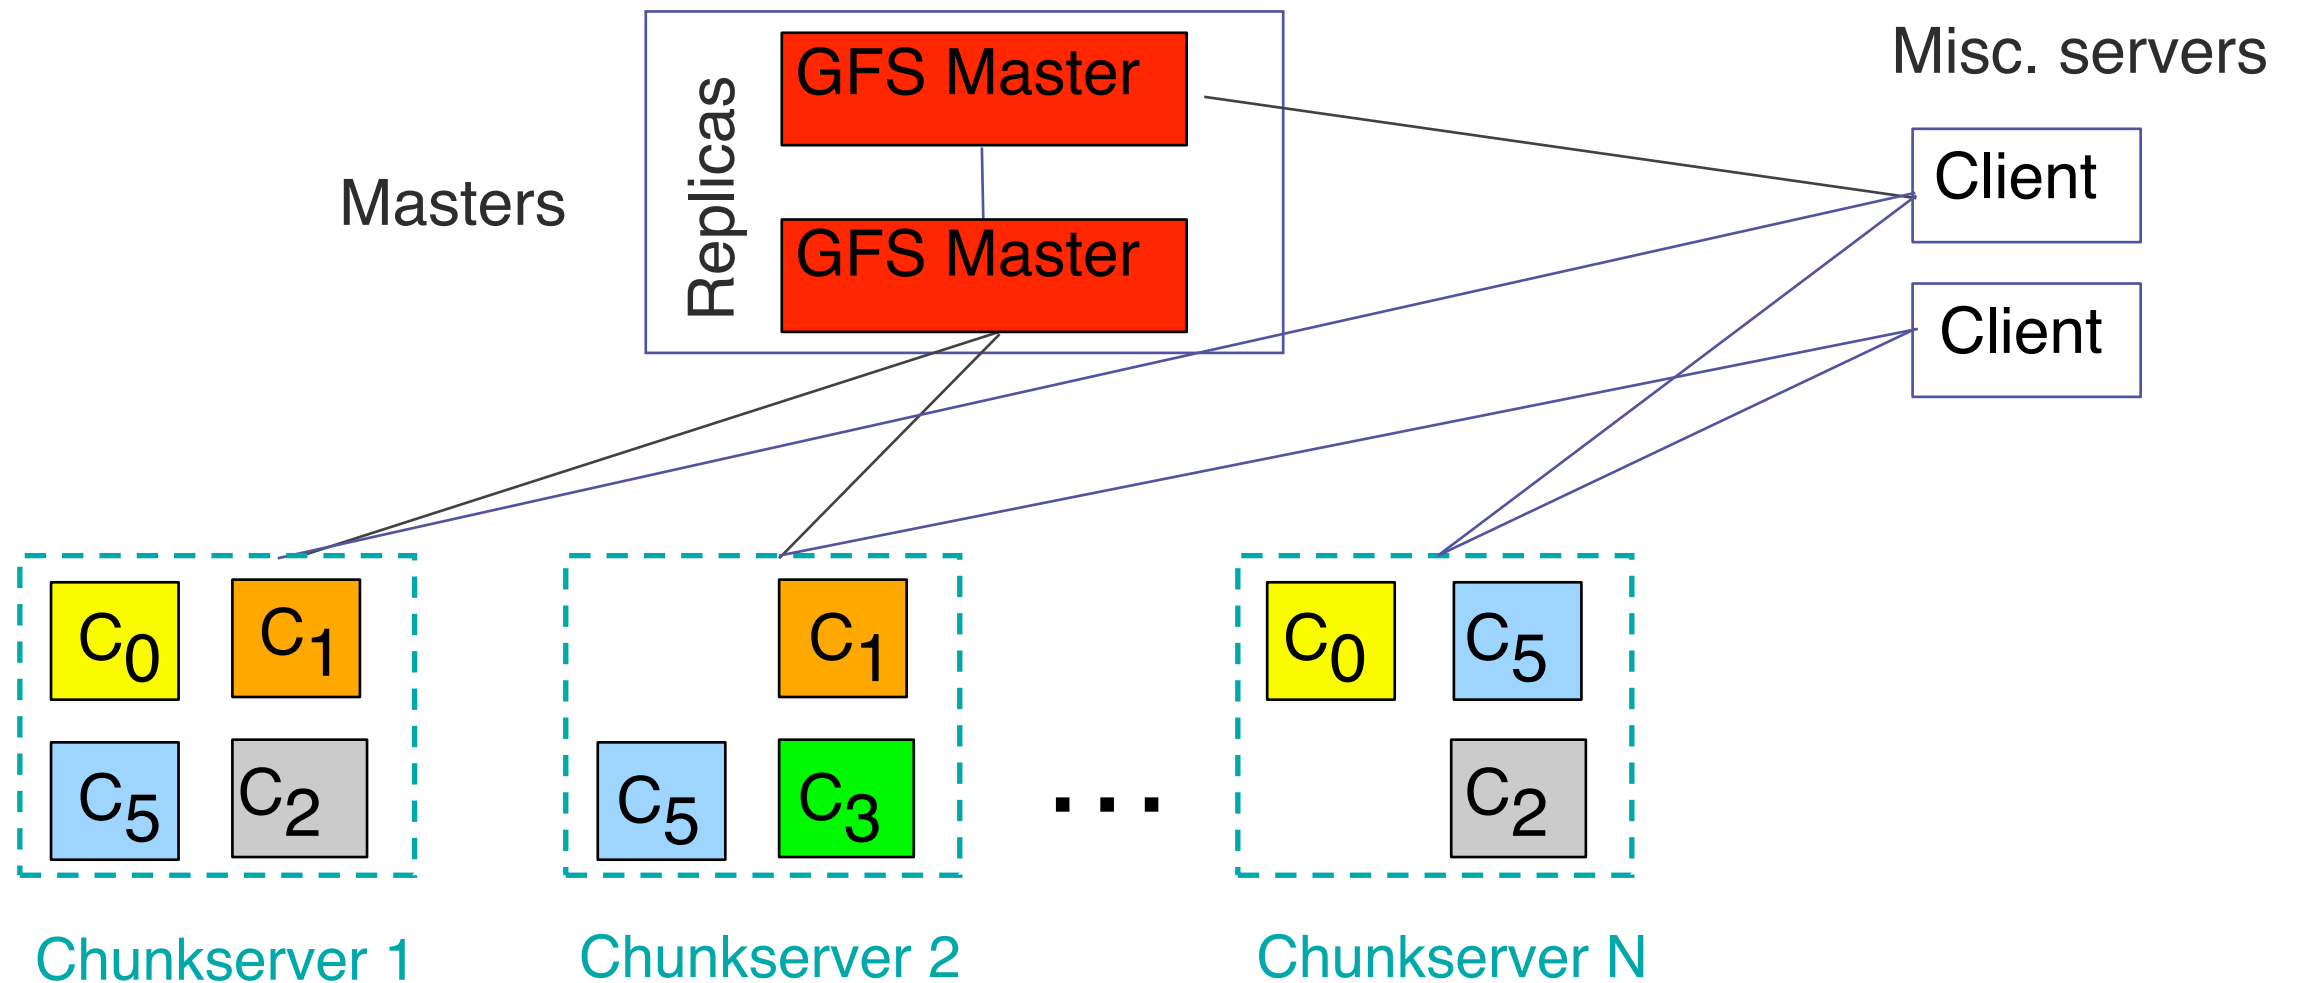 Misc. servers
Masters
Replicas
GFS Master
GFS Master
Client
Client
C0
C1
C5
C2
C1
C5
C3
...
C0
C5
C2
Chunkserver 1
Chunkserver 2
Chunkserver N